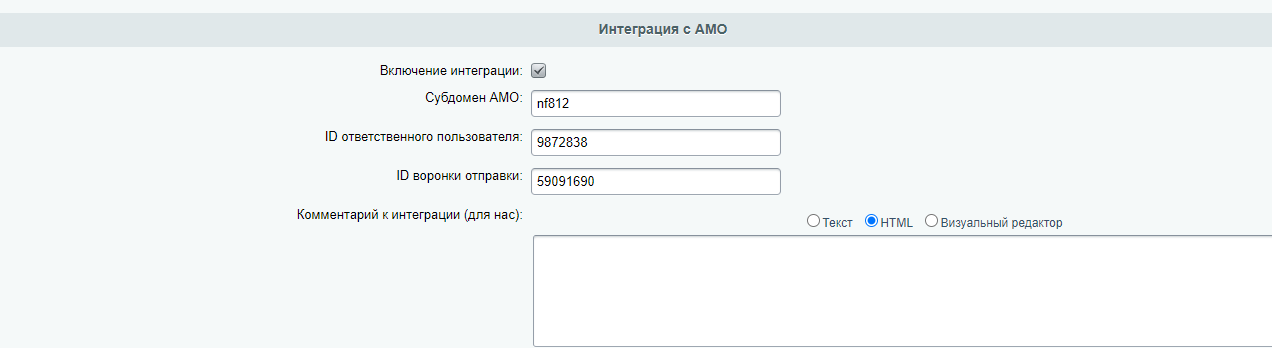 Интеграция с АМО
Включение интеграции:
Субдомен АМО: nf812
ID ответственного пользователя: 9872838
ID воронки отправки: 59091690
Комментарий к интеграции (для нас):
Текст HTML Визуальный редактор